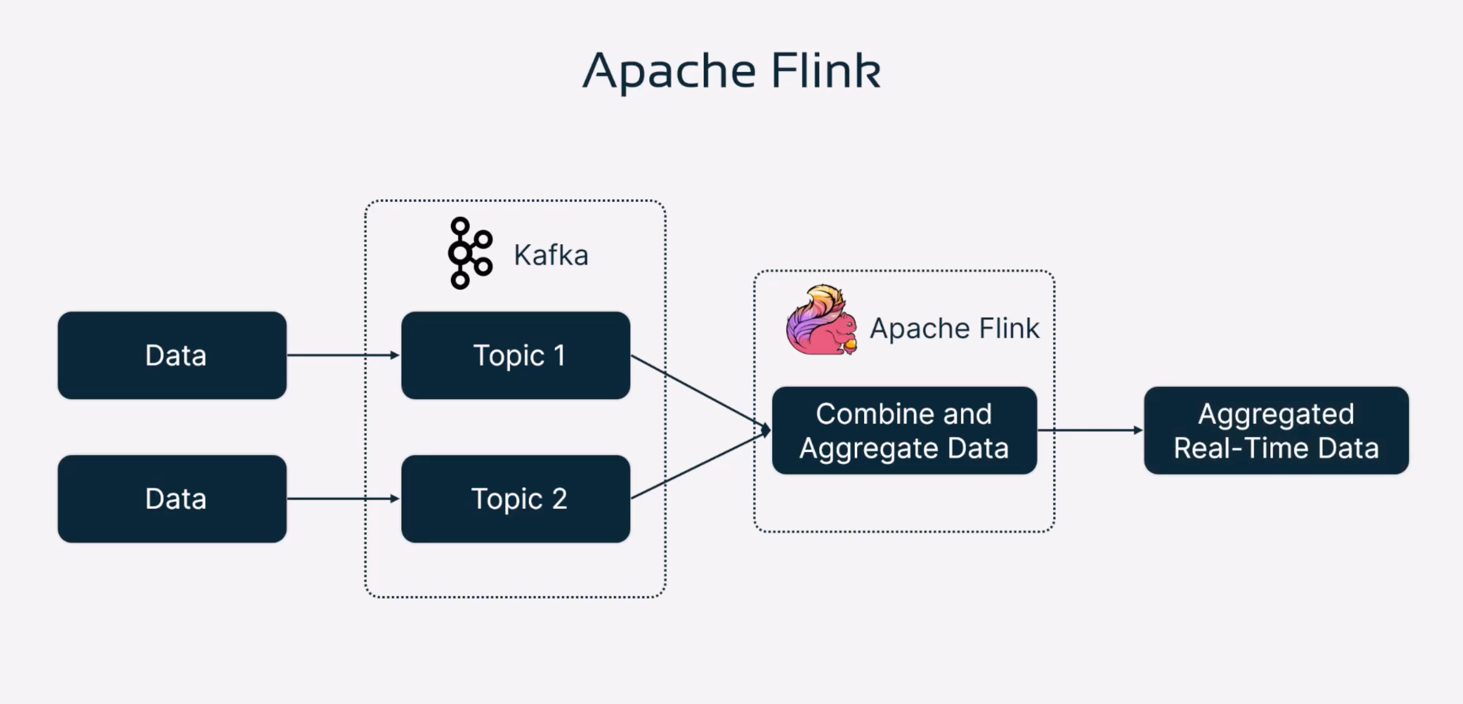 Apache Flink
Kafka
Data
Topic 1
Data
Topic 2
Apache Flink
Combine and
Aggregate Data
Aggregated
Real-Time Data